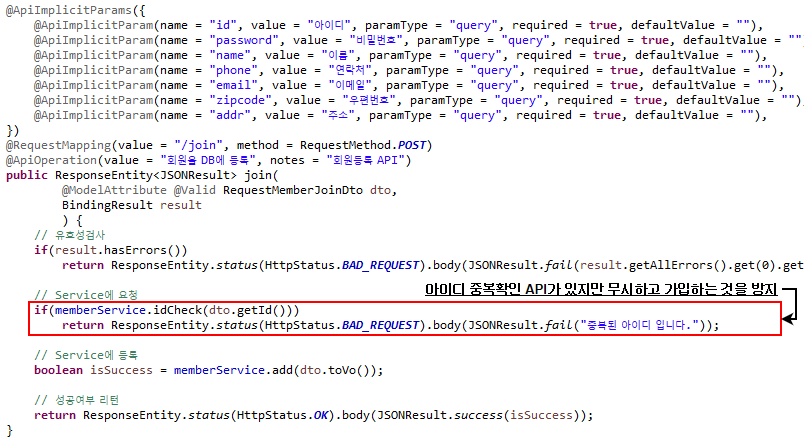 @ApiImplicitParams({
@ApiImplicitParam(name = "id", value = "아이디", paramType = "query", required = true, defaultValue = ""),
@ApiImplicitParam(name = "password", value = "비밀번호", paramType = "query", required = true, defaultValue = ""
@ApiImplicitParam(name = "name", value = "이름", paramType = "query", required = true, defaultValue = ""),
@ApiImplicitParam(name = "phone", value = "연락처", paramType = "query", required = true, defaultValue = ""),
@ApiImplicitParam(name = "email", value = "이메일", paramType = "query", required = true, defaultValue = ""),
@ApiImplicitParam(name = "zipcode", value = "우편번호", paramType = "query", required = true, defaultValue = ""),
@ApiImplicitParam(name = "addr", value = "주소", paramType = "query", required = true, defaultValue = ""),
})
@RequestMapping(value = "/join", method = RequestMethod.POST)
@ApiOperation(value = "회원을 DB에 등록", notes = "회원등록 API")
public ResponseEntity<JSONResult> join(
@ModelAttribute @Valid RequestMemberJoinDto dto,
BindingResult result
) {
// 유효성검사
if(result.hasErrors())
return ResponseEntity.status(HttpStatus.BAD_REQUEST).body(JSONResult.fail(result.getAllErrors().get(0).get
아이디 중복확인 API가 있지만 무시하고 가입하는 것을 방지
// Service에 요청
if(memberService.idCheck(dto.getId()))
return ResponseEntity.status(HttpStatus.BAD_REQUEST).body(JSONResult.fail("중복된 아이디 입니다."));
// Service에 등록
boolean isSuccess = memberService.add(dto.toVo());
// 성공여부 리턴
return ResponseEntity.status(HttpStatus.OK).body(JSONResult.success(isSuccess));
}